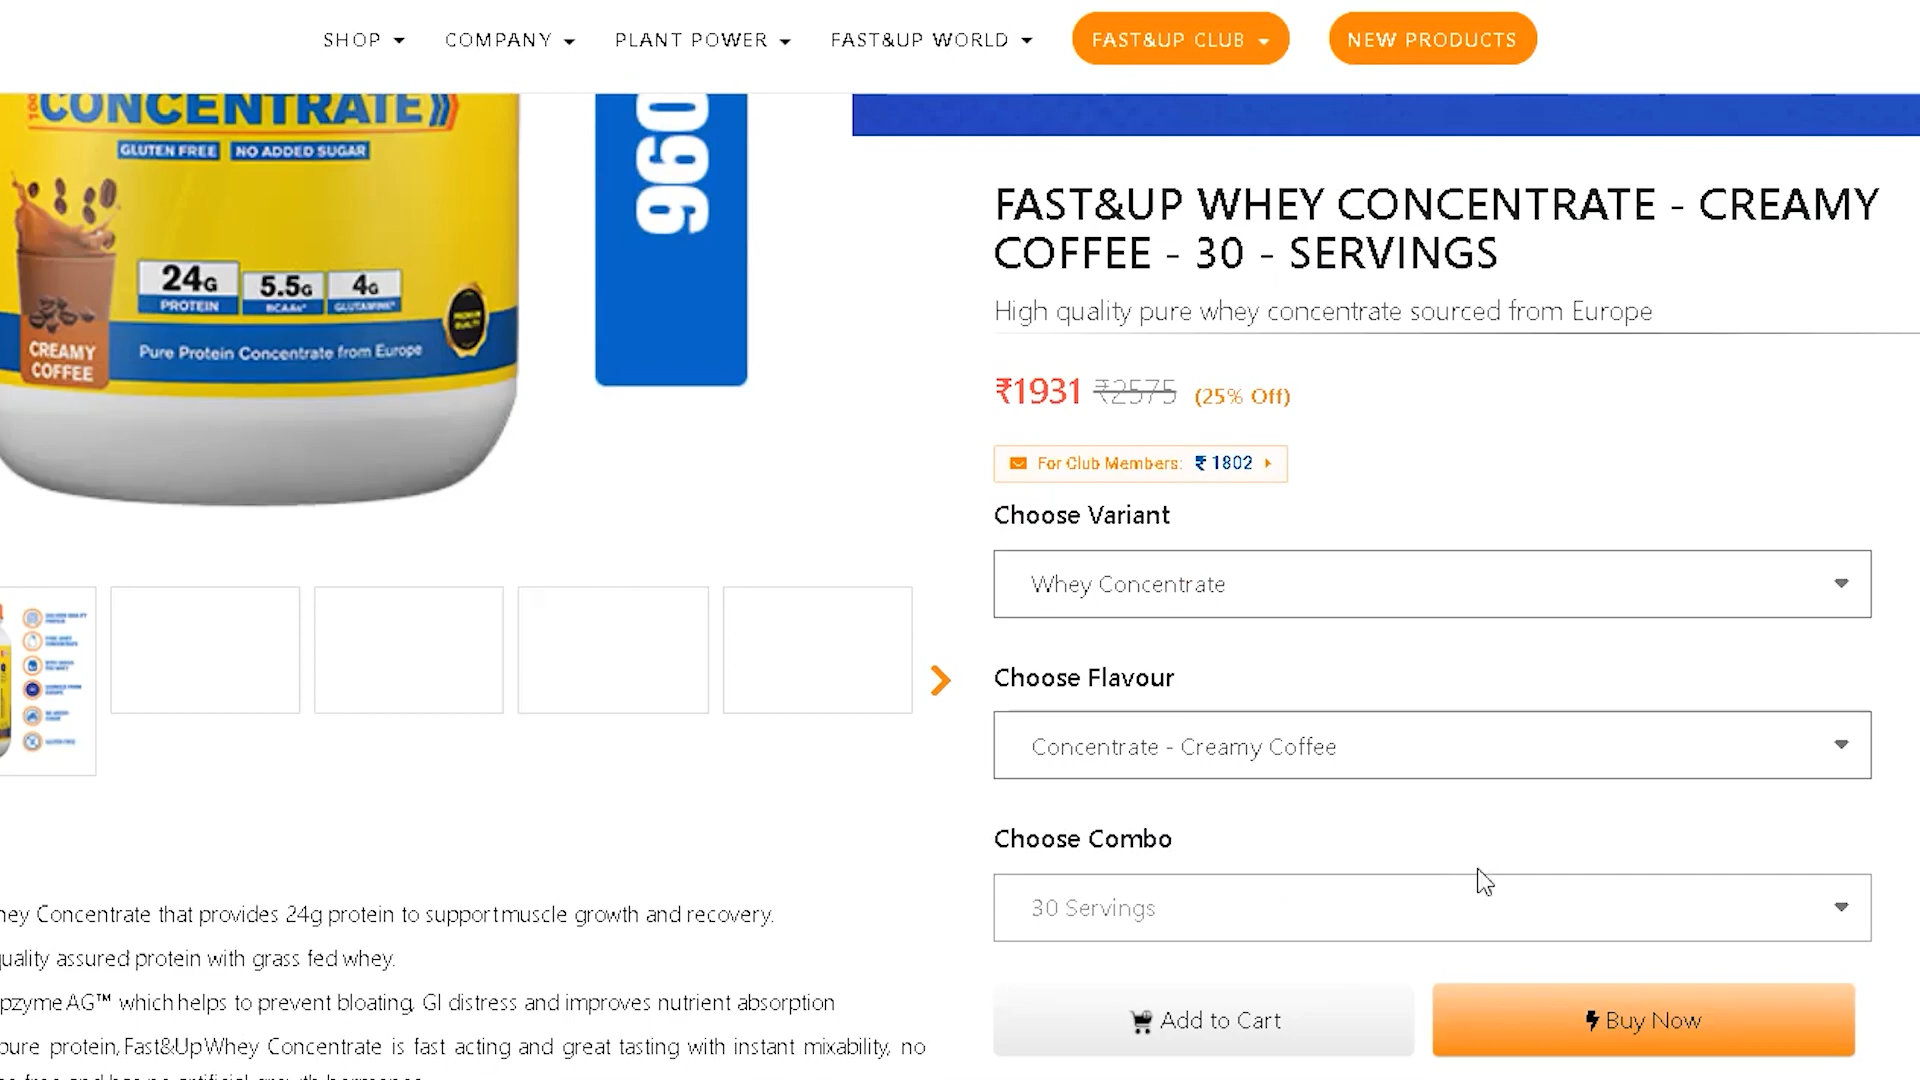 SHOP
COMPANY
PLANT POWER
FAST&UP WORLD
FAST&UP CLUB
NEW PRODUCTS
100
CONCENTRATE
GLUTEN FREE
NO ADDED SUGAR
24G
PROTEIN
5.5G
BCAAs*
4G
GLUTAMINE*
CREAMY
COFFEE
Pure Protein Concentrate from Europe
PREMIUM
QUALITY
960
FAST&UP WHEY CONCENTRATE - CREAMY
COFFEE - 30 - SERVINGS
High quality pure whey concentrate sourced from Europe
₹1931 ₹2575 (25% Off)
For Club Members: ₹ 1802
Choose Variant
Whey Concentrate
Choose Flavour
Concentrate - Creamy Coffee
Choose Combo
30 Servings
Add to Cart
Buy Now
hey Concentrate that provides 24g protein to support muscle growth and recovery.
quality assured protein with grass fed whey.
pzyme AG™ which helps to prevent bloating, GI distress and improves nutrient absorption
pure protein, Fast&Up Whey Concentrate is fast acting and great tasting with instant mixability, no